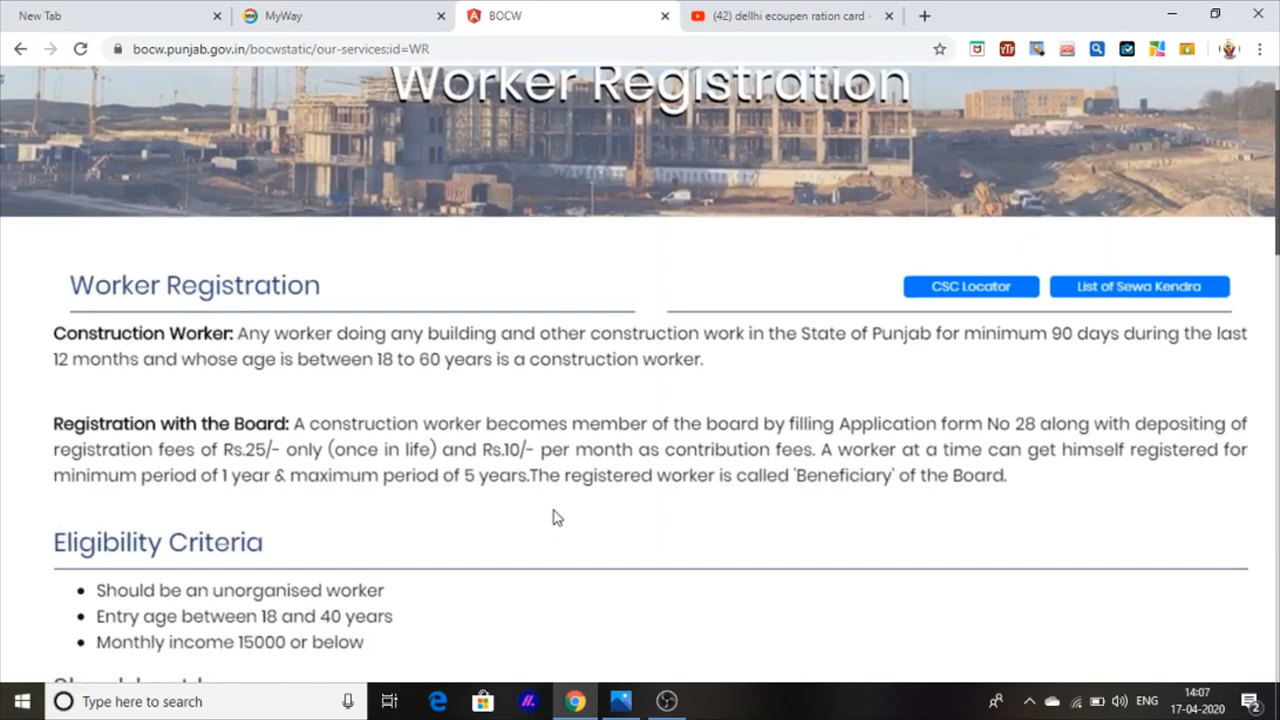 New Tab
MyWay
BOCW
(42) dellhi ecoupen ration card -
bocw.punjab.gov.in/bocwstatic/our-services;id=WR
Worker Registration
Worker Registration
CSC Locator
List of Sewa Kendra
Construction Worker: Any worker doing any building and other construction work in the State of Punjab for minimum 90 days during the last
12 months and whose age is between 18 to 60 years is a construction worker.
Registration with the Board: A construction worker becomes member of the board by filling Application form No 28 along with depositing of
registration fees of Rs.25/- only (once in life) and Rs.10/- per month as contribution fees. A worker at a time can get himself registered for
minimum period of 1 year & maximum period of 5 years.The registered worker is called 'Beneficiary' of the Board.
Eligibility Criteria
• Should be an unorganised worker
• Entry age between 18 and 40 years
• Monthly income 15000 or below
Type here to search
ENG
14:07
17-04-2020
2